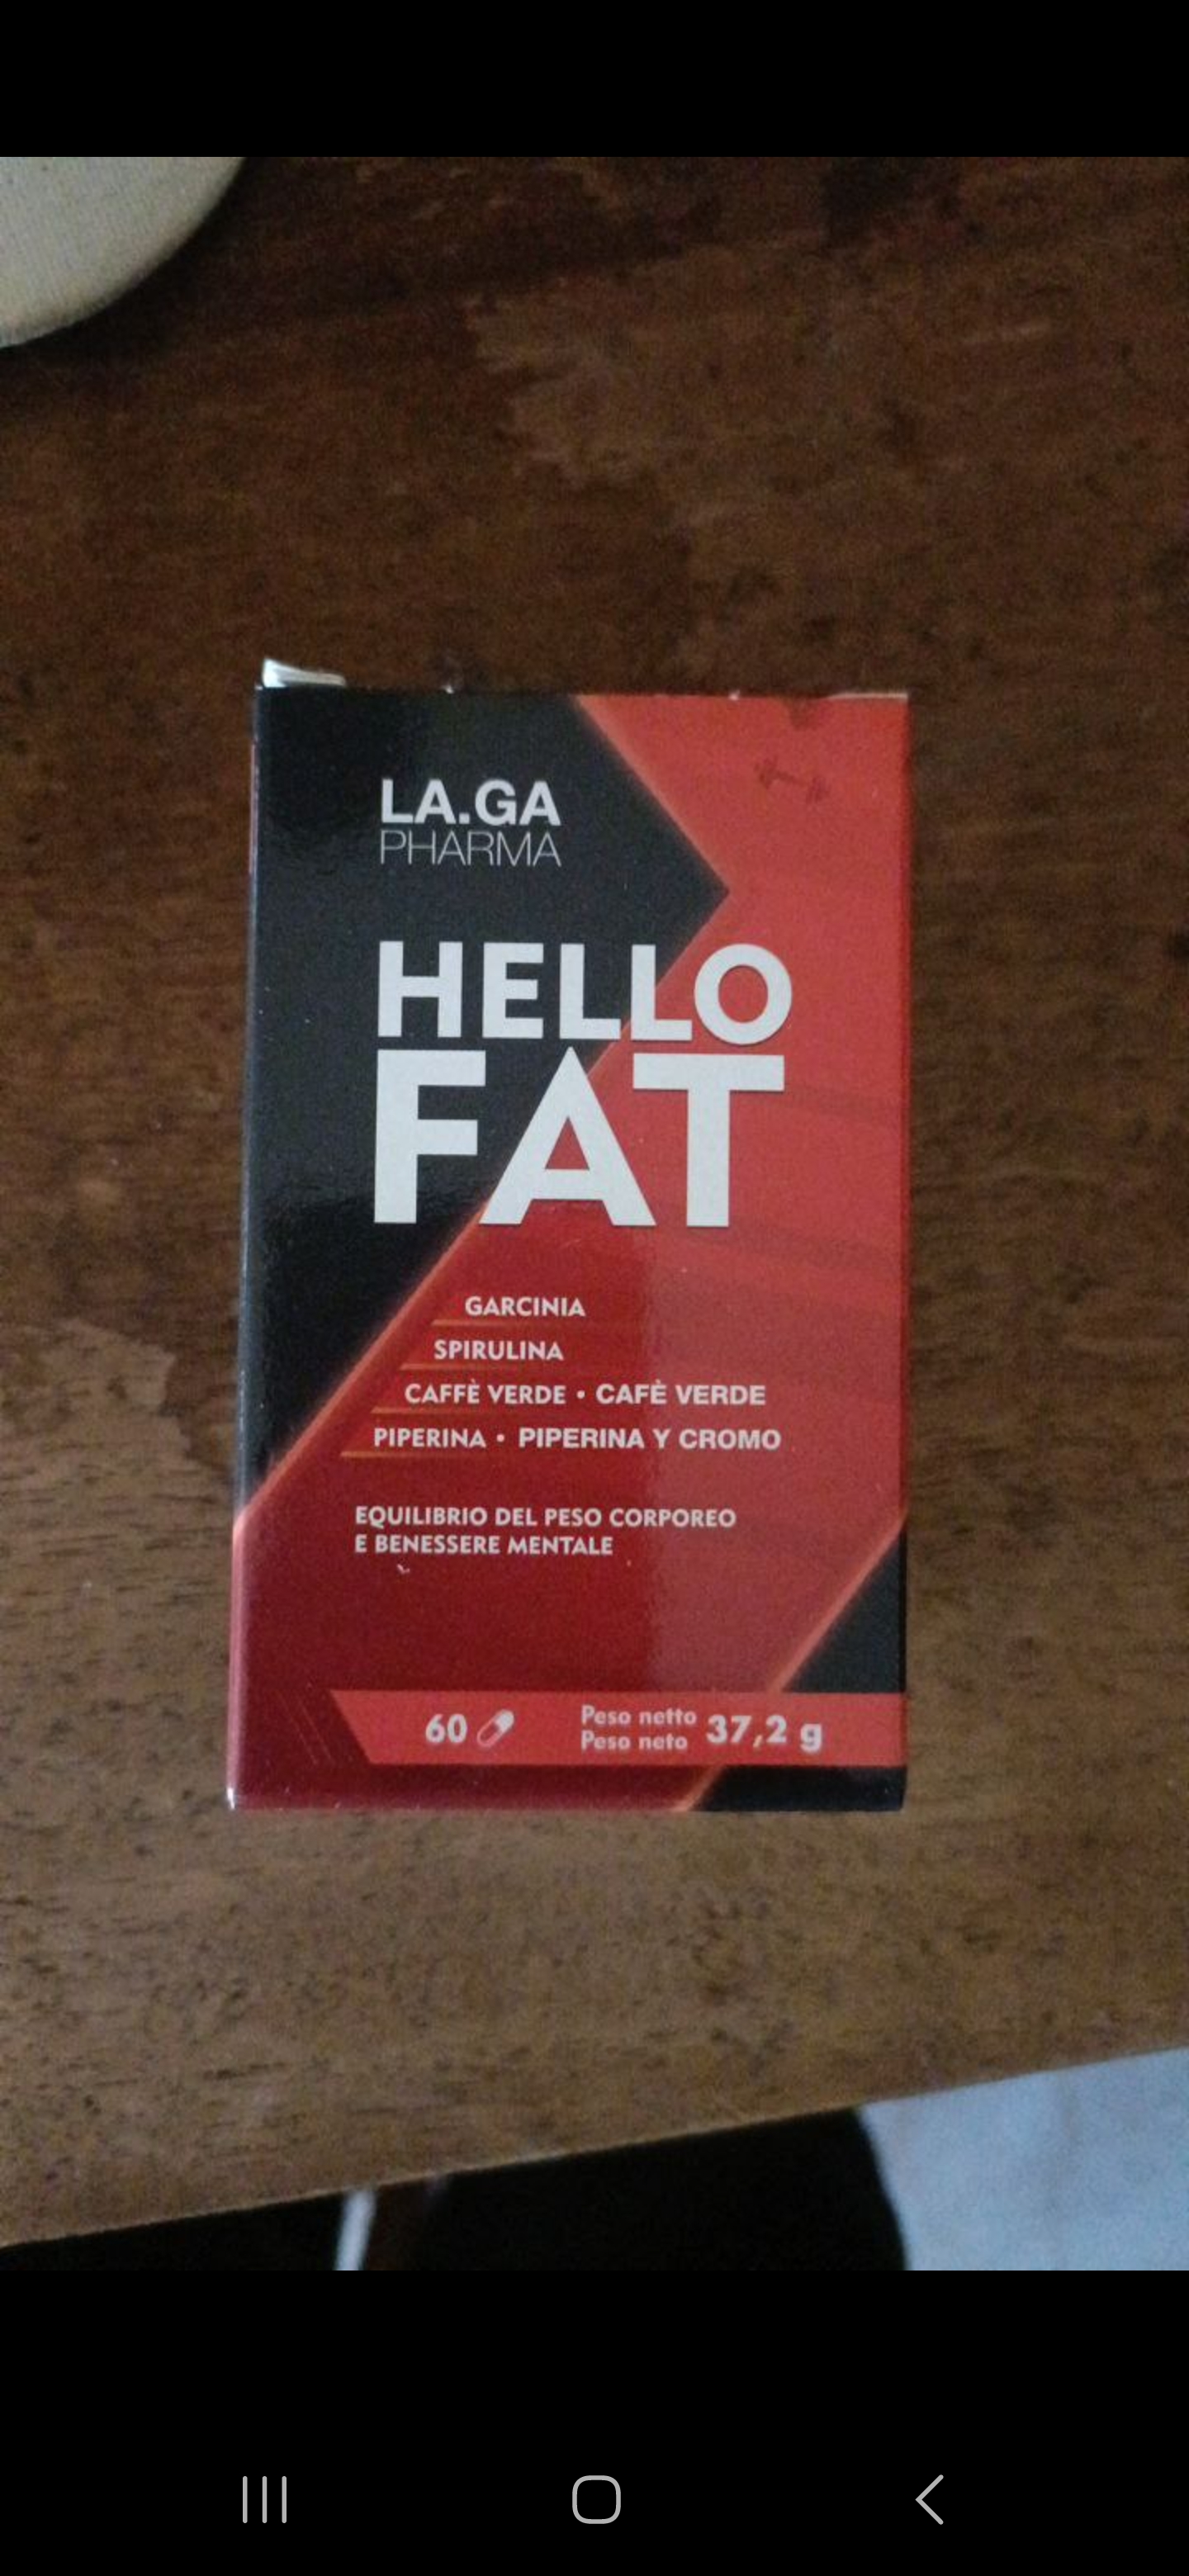 LA.GA
PHARMA
HELLO
FAT
GARCINIA
SPIRULINA
CAFFÈ VERDE • CAFÈ VERDE
PIPERINA • PIPERINA Y CROMO
EQUILIBRIO DEL PESO CORPOREO
E BENESSERE MENTALE
60
Peso netto
Peso neto
37,2 g